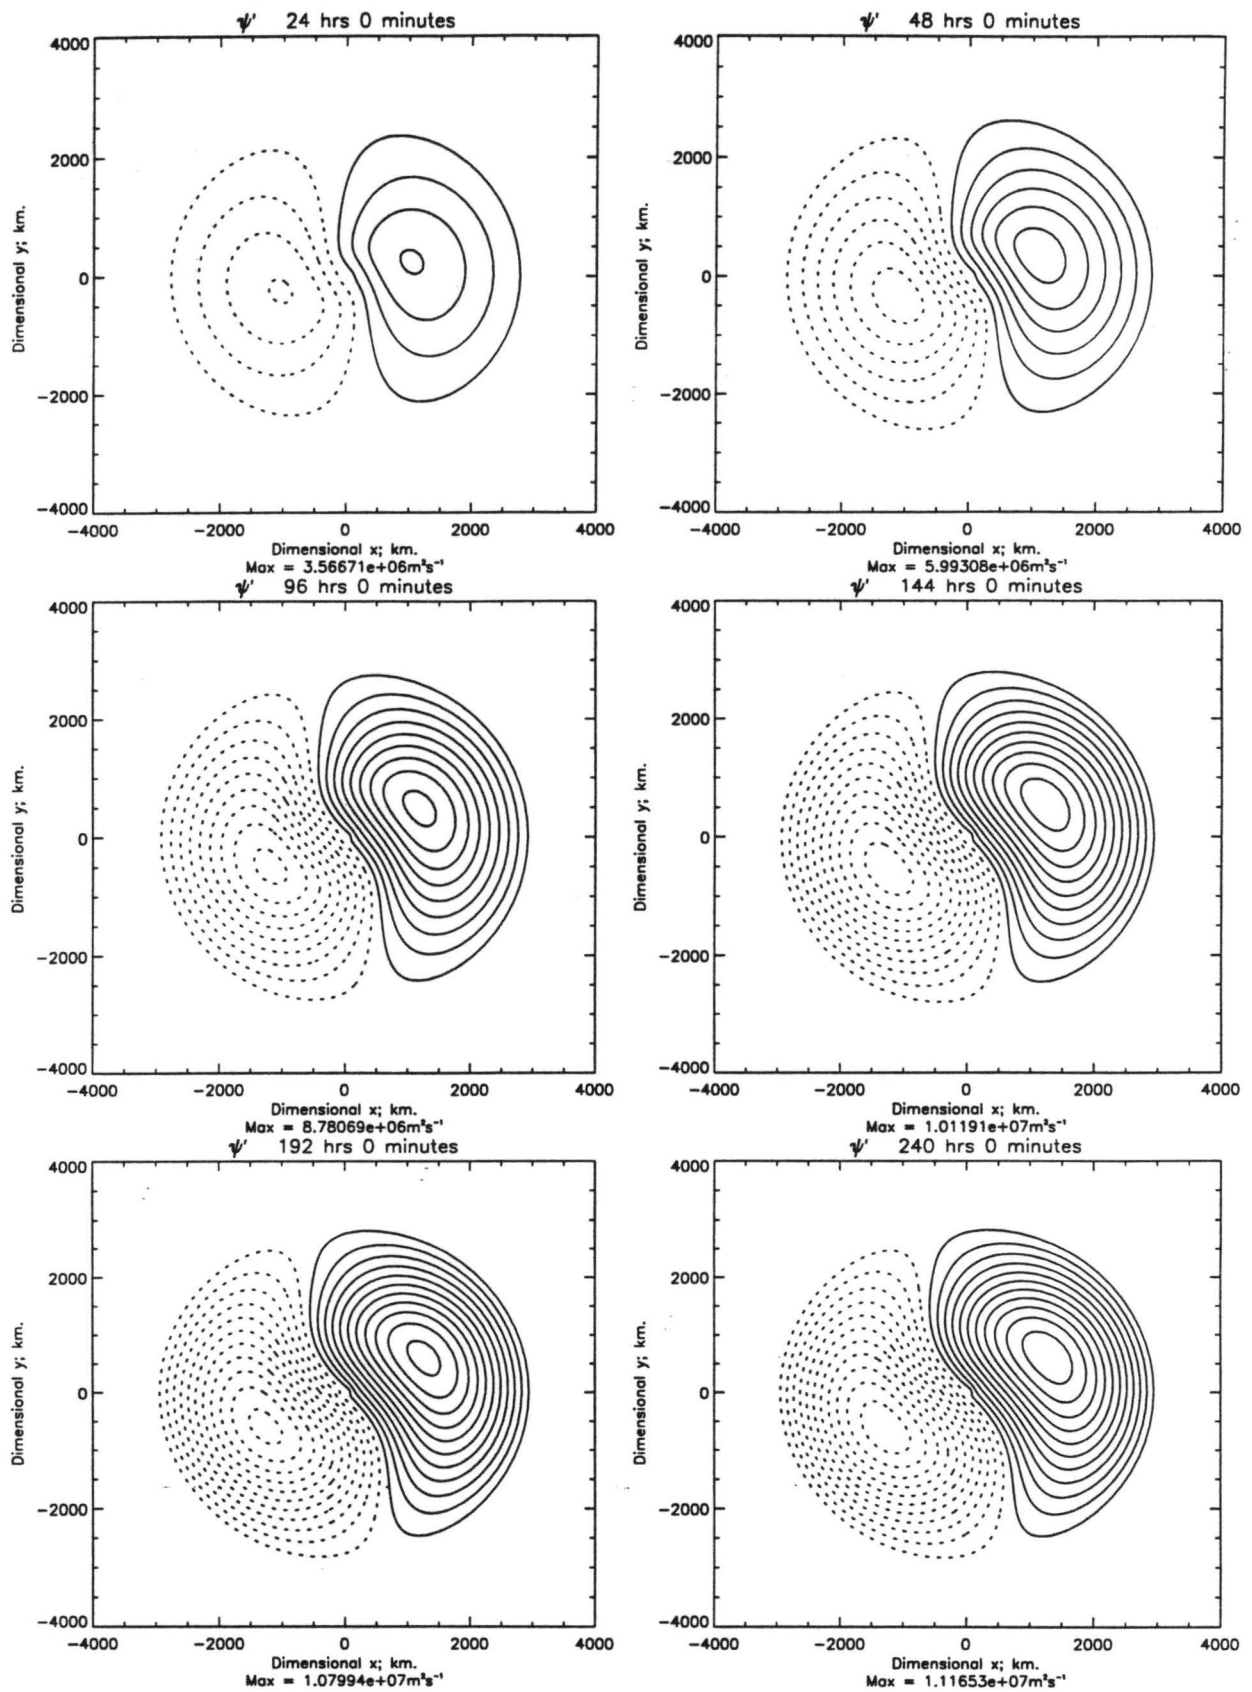 ψ' 24 hrs 0 minutes
4000
2000
0
−2000
−4000
Dimensional y; km.
−4000 −2000 0 2000 4000
Dimensional x; km.
Max = 3.56671e+06m²s⁻¹
ψ' 48 hrs 0 minutes
4000
2000
0
−2000
−4000
Dimensional y; km.
−4000 −2000 0 2000 4000
Dimensional x; km.
Max = 5.99308e+06m²s⁻¹
ψ' 96 hrs 0 minutes
4000
2000
0
−2000
−4000
Dimensional y; km.
−4000 −2000 0 2000 4000
Dimensional x; km.
Max = 8.78069e+06m²s⁻¹
ψ' 144 hrs 0 minutes
4000
2000
0
−2000
−4000
Dimensional y; km.
−4000 −2000 0 2000 4000
Dimensional x; km.
Max = 1.01191e+07m²s⁻¹
ψ' 192 hrs 0 minutes
4000
2000
0
−2000
−4000
Dimensional y; km.
−4000 −2000 0 2000 4000
Dimensional x; km.
Max = 1.07994e+07m²s⁻¹
ψ' 240 hrs 0 minutes
4000
2000
0
−2000
−4000
Dimensional y; km.
−4000 −2000 0 2000 4000
Dimensional x; km.
Max = 1.11653e+07m²s⁻¹